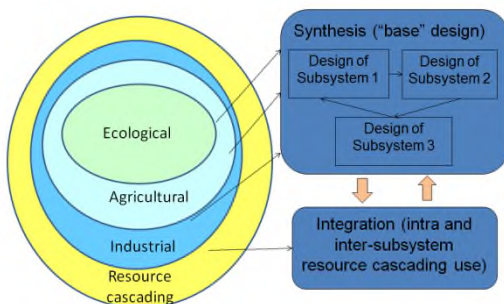 Ecological
Agricultural
Industrial
Resource
cascading
Synthesis (“base” design)
Design of
Subsystem 1
Design of
Subsystem 2
Design of
Subsystem 3
Integration (intra and
inter-subsystem
resource cascading use)